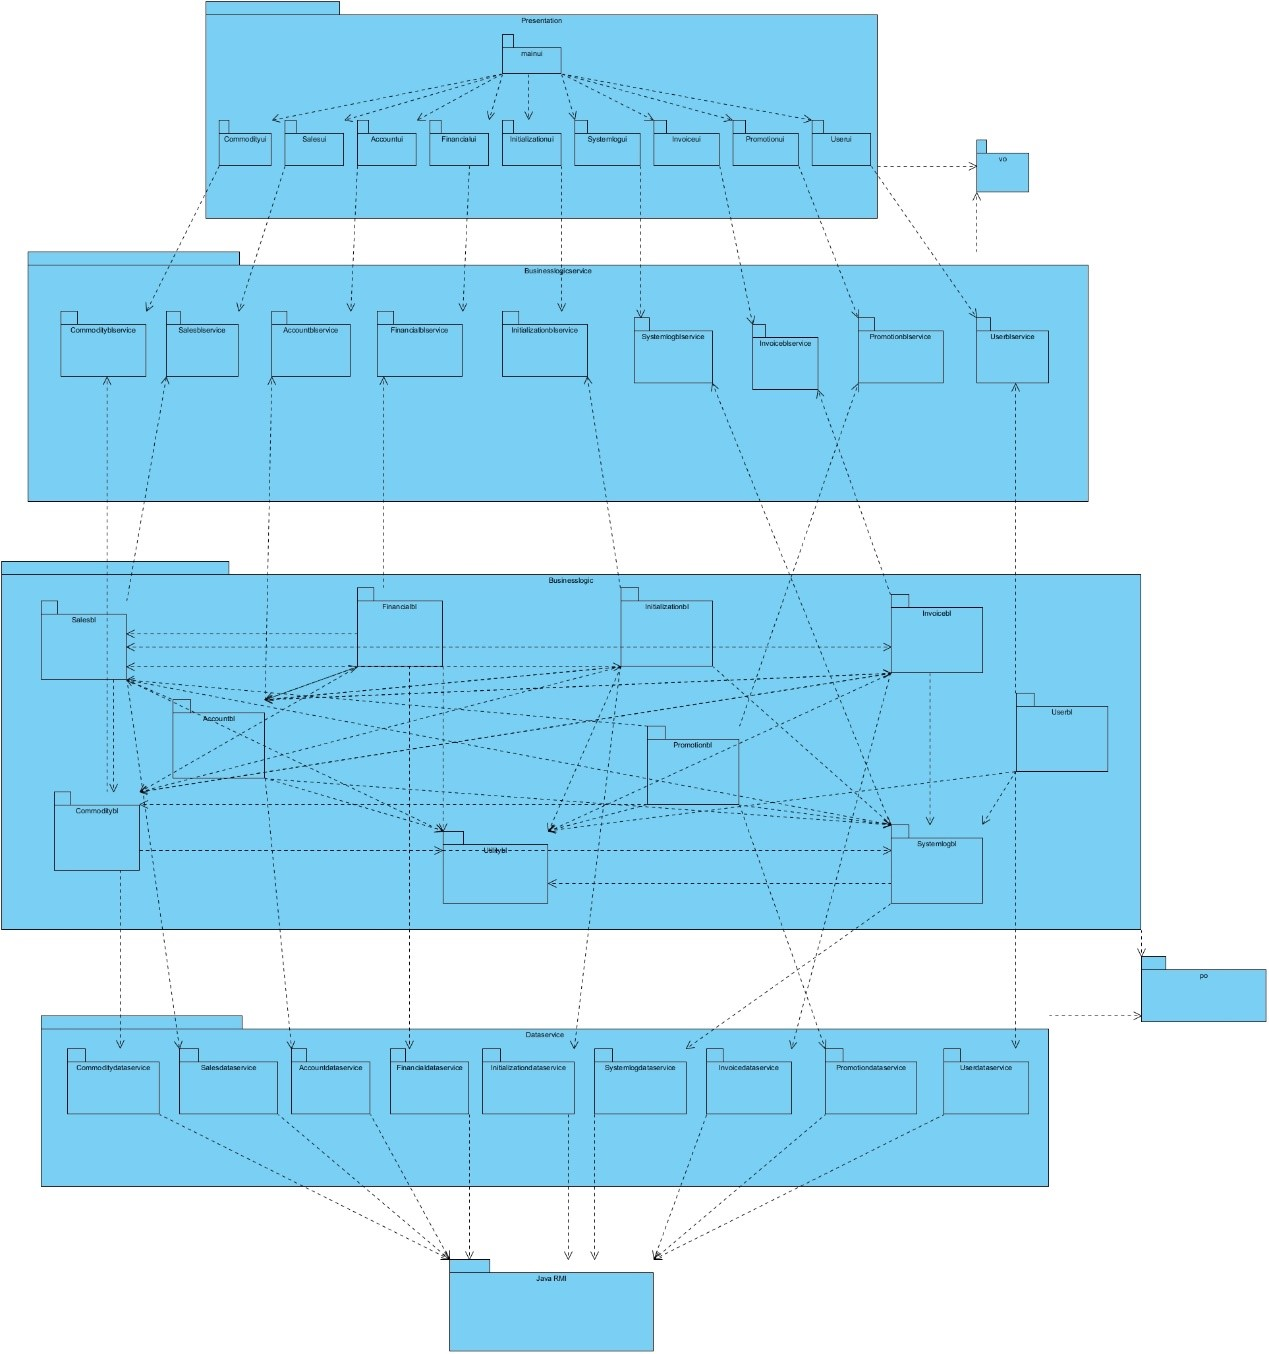 Presentation
mainui
Commodityui
Salesui
Accountui
Financialui
Initializationui
Systemlogui
Invoiceui
Promotionui
Userui
vo
Businesslogicservice
Commodityblservice
Salesblservice
Accountblservice
Financialblservice
Initializationblservice
Systemlogblservice
Invoiceblservice
Promotionblservice
Userblservice
Businesslogic
Salesbl
Financialbl
Initializationbl
Invoicebl
Accountbl
Promotionbl
Userbl
Commoditybl
Utilitybl
Systemlogbl
po
Dataservice
Commoditydataservice
Salesdataservice
Accountdataservice
Financialdataservice
Initializationdataservice
Systemlogdataservice
Invoicedataservice
Promotiondataservice
Userdataservice
Java RMI